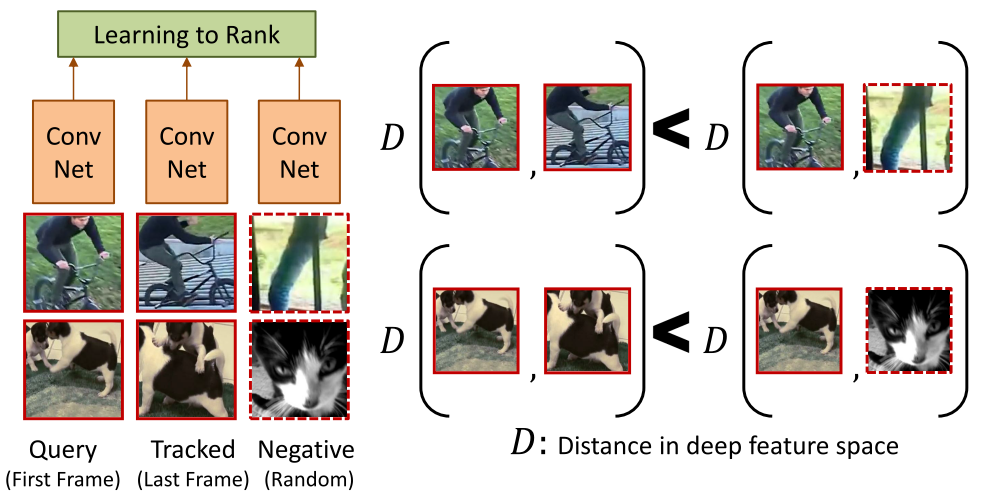 Learning to Rank
Conv Net
Conv Net
Conv Net
Query
(First Frame)
Tracked
(Last Frame)
Negative
(Random)
D ( , ) < D ( , )
D ( , ) < D ( , )
D: Distance in deep feature space